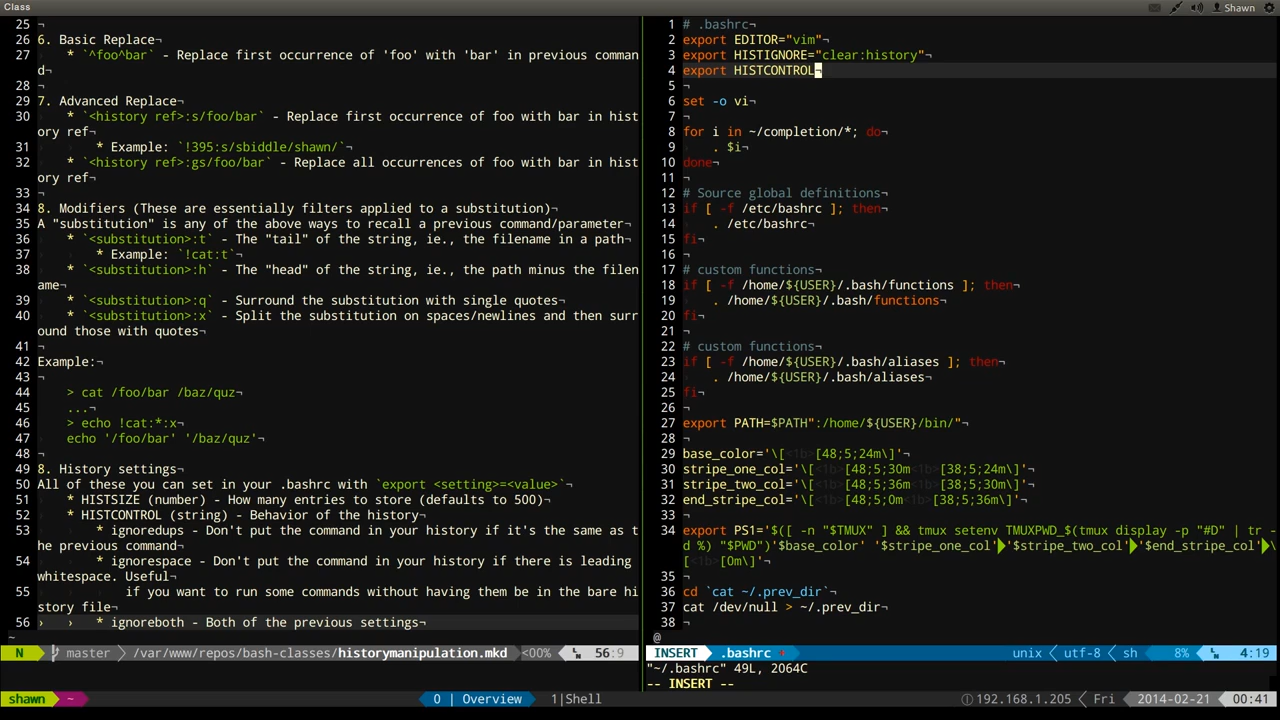 Class
Shawn
25 ¬
26 6. Basic Replace¬
27 * `^foo^bar` - Replace first occurrence of 'foo' with 'bar' in previous comman
d¬
28 ¬
29 7. Advanced Replace¬
30 * `<history ref>:s/foo/bar` - Replace first occurrence of foo with bar in hist
ory ref¬
31 * Example: `!395:s/sbiddle/shawn/`¬
32 * `<history ref>:gs/foo/bar` - Replace all occurrences of foo with bar in hist
ory ref¬
33 ¬
34 8. Modifiers (These are essentially filters applied to a substitution)¬
35 A "substitution" is any of the above ways to recall a previous command/parameter¬
36 * `<substitution>:t` - The "tail" of the string, ie., the filename in a path¬
37 * Example: `!cat:t`¬
38 * `<substitution>:h` - The "head" of the string, ie., the path minus the filen
ame¬
39 * `<substitution>:q` - Surround the substitution with single quotes¬
40 * `<substitution>:x` - Split the substitution on spaces/newlines and then surr
ound those with quotes¬
41 ¬
42 Example:¬
43 ¬
44 > cat /foo/bar /baz/quz¬
45 ...¬
46 > echo !cat:*:x¬
47 echo '/foo/bar' '/baz/quz'¬
48 ¬
49 8. History settings¬
50 All of these you can set in your .bashrc with `export <setting>=<value>`¬
51 * HISTSIZE (number) - How many entries to store (defaults to 500)¬
52 * HISTCONTROL (string) - Behavior of the history¬
53 * ignoredups - Don't put the command in your history if it's the same as t
he previous command¬
54 * ignorespace - Don't put the command in your history if there is leading
whitespace. Useful¬
55 if you want to run some commands without having them be in the bare hi
story file¬
56 › › * ignoreboth - Both of the previous settings¬
~
N master /var/www/repos/bash-classes/historymanipulation.mkd <00% 56:9
1 # .bashrc¬
2 export EDITOR="vim"¬
3 export HISTIGNORE="clear:history"¬
4 export HISTCONTROL¬
5 ¬
6 set -o vi¬
7 ¬
8 for i in ~/completion/*; do¬
9 . $i¬
10 done¬
11 ¬
12 # Source global definitions¬
13 if [ -f /etc/bashrc ]; then¬
14 . /etc/bashrc¬
15 fi¬
16 ¬
17 # custom functions¬
18 if [ -f /home/${USER}/.bash/functions ]; then¬
19 . /home/${USER}/.bash/functions¬
20 fi¬
21 ¬
22 # custom functions¬
23 if [ -f /home/${USER}/.bash/aliases ]; then¬
24 . /home/${USER}/.bash/aliases¬
25 fi¬
26 ¬
27 export PATH=$PATH":/home/${USER}/bin/"¬
28 ¬
29 base_color='\[<1b>[48;5;24m\]'¬
30 stripe_one_col='\[<1b>[48;5;30m<1b>[38;5;24m\]'¬
31 stripe_two_col='\[<1b>[48;5;36m<1b>[38;5;30m\]'¬
32 end_stripe_col='\[<1b>[48;5;0m<1b>[38;5;36m\]'¬
33 ¬
34 export PS1='$([ -n "$TMUX" ] && tmux setenv TMUXPWD_$(tmux display -p "#D" | tr -
d %) "$PWD")'$base_color' '$stripe_one_col' '$stripe_two_col' '$end_stripe_col' \
[<1b>[0m\]'¬
35 ¬
36 cd `cat ~/.prev_dir`¬
37 cat /dev/null > ~/.prev_dir¬
38 ¬
@
INSERT .bashrc + unix utf-8 sh 8% 4:19
"~/.bashrc" 49L, 2064C
-- INSERT --
shawn ~ 0 | Overview 1|Shell 192.168.1.205 Fri 2014-02-21 00:41